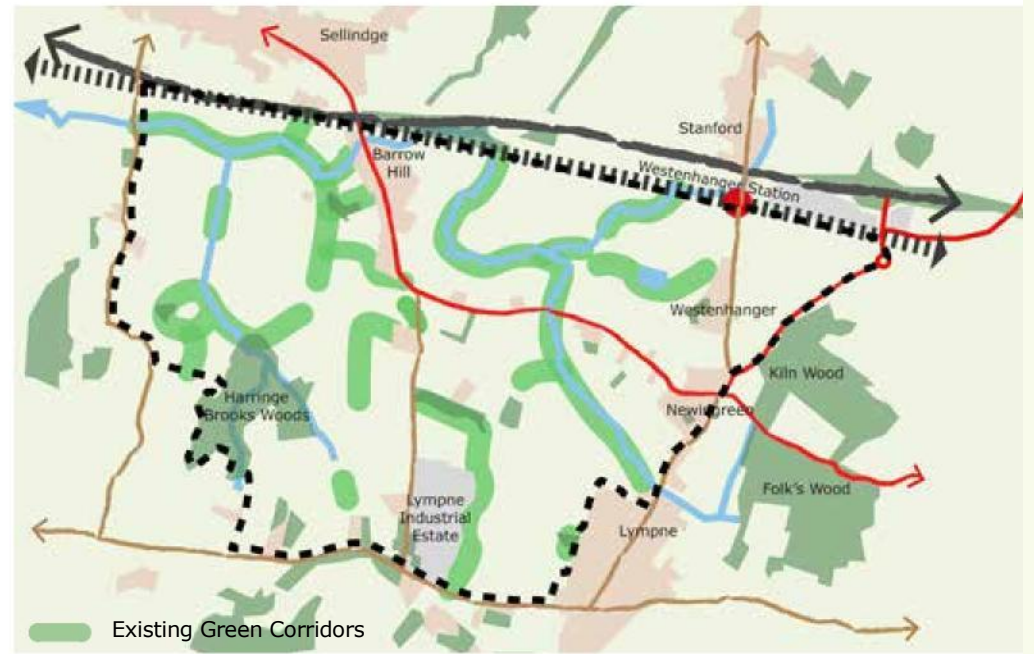 Sellindge
Stanford
Barrow
Hill
Westenhanger Station
Westenhanger
Kiln Wood
Harringe
Brooks Woods
Newingreen
Folk's Wood
Lympne
Industrial
Estate
Lympne
Existing Green Corridors